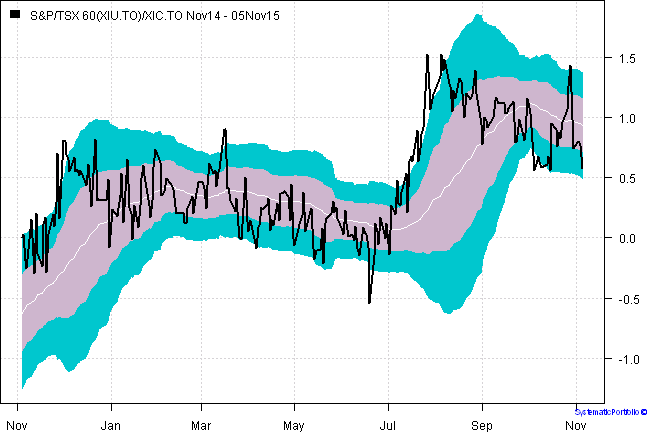 S&P/TSX 60(XIU.TO)/XIC.TO Nov14 - 05Nov15
1.5
1.0
0.5
0.0
-0.5
-1.0
SystematicPortfolio ©
Nov Jan Mar May Jul Sep Nov